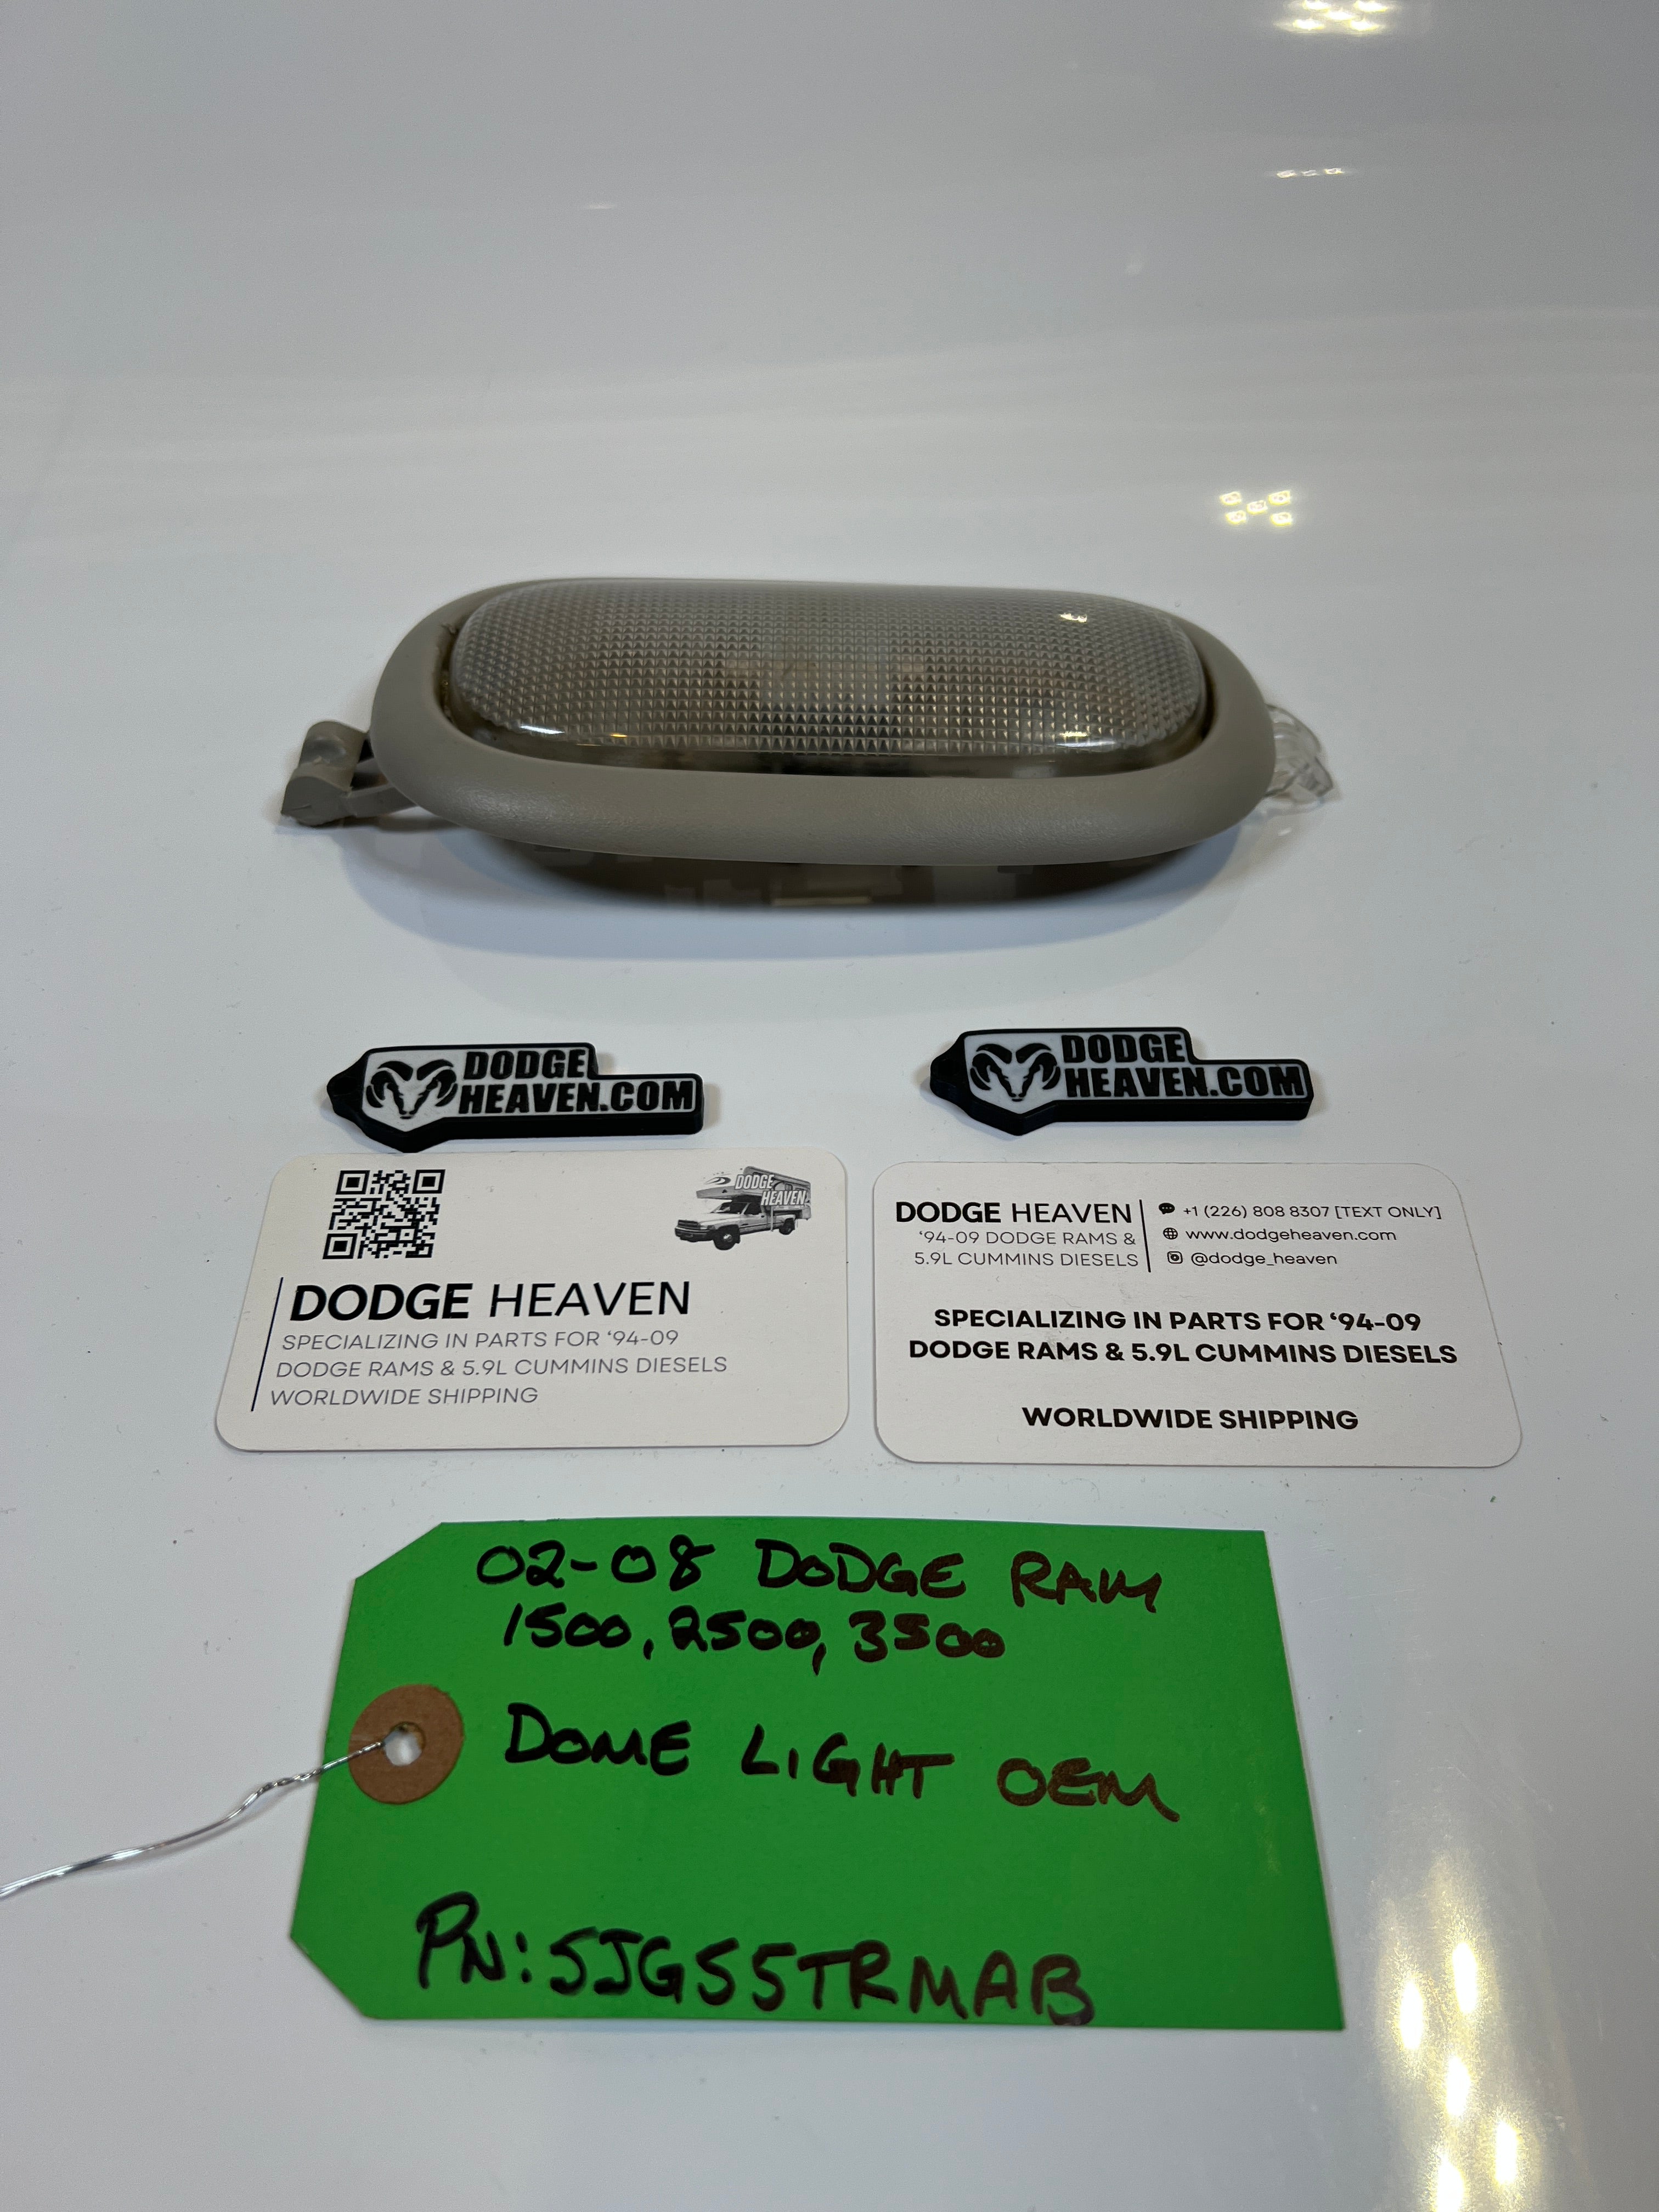 DODGE
HEAVEN.COM
DODGE
HEAVEN.COM
DODGE
HEAVEN
DODGE HEAVEN
SPECIALIZING IN PARTS FOR ‘94-09
DODGE RAMS & 5.9L CUMMINS DIESELS
WORLDWIDE SHIPPING
DODGE HEAVEN
‘94-09 DODGE RAMS &
5.9L CUMMINS DIESELS
+1 (226) 808 8307 [TEXT ONLY]
www.dodgeheaven.com
@dodge_heaven
SPECIALIZING IN PARTS FOR ‘94-09
DODGE RAMS & 5.9L CUMMINS DIESELS
WORLDWIDE SHIPPING
02-08 DODGE RAM
1500, 2500, 3500
DOME LIGHT OEM
PN: 5JG55TRMAB